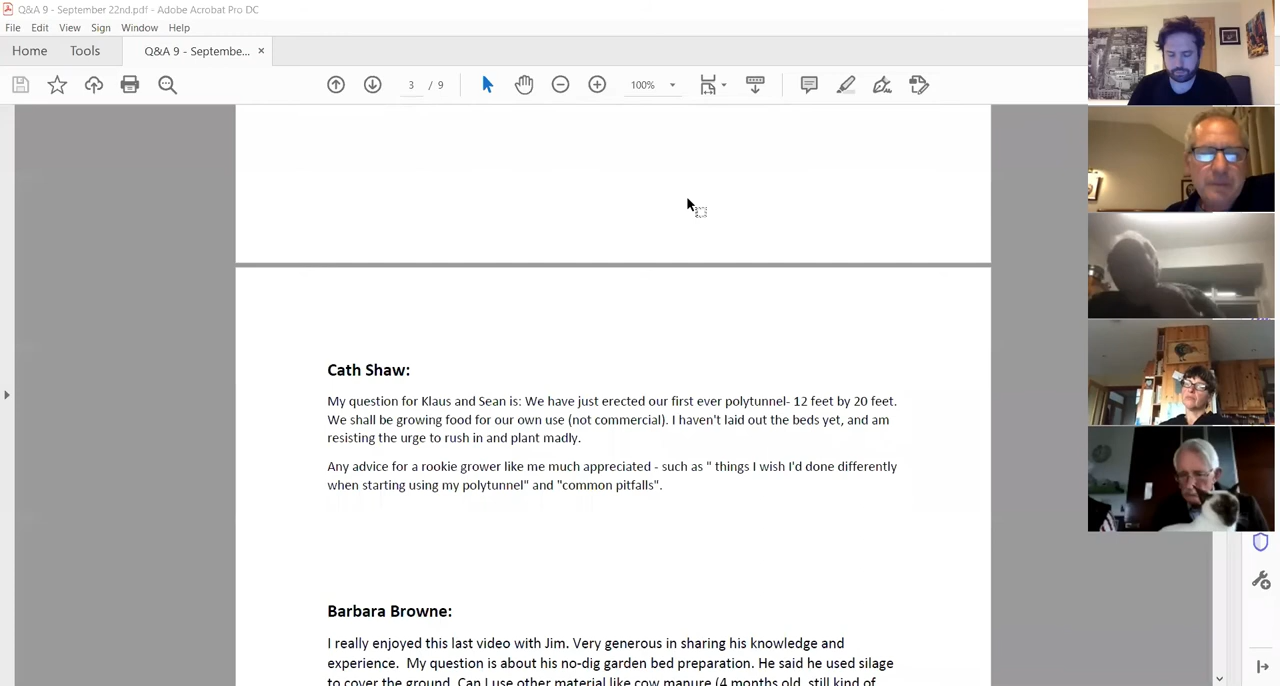 Q&A 9 - September 22nd.pdf - Adobe Acrobat Pro DC
File Edit View Sign Window Help
Home Tools Q&A 9 - Septembe... ×
3 / 9 100%
Cath Shaw:
My question for Klaus and Sean is: We have just erected our first ever polytunnel- 12 feet by 20 feet.
We shall be growing food for our own use (not commercial). I haven't laid out the beds yet, and am
resisting the urge to rush in and plant madly.
Any advice for a rookie grower like me much appreciated - such as " things I wish I'd done differently
when starting using my polytunnel" and "common pitfalls".
Barbara Browne:
I really enjoyed this last video with Jim. Very generous in sharing his knowledge and
experience. My question is about his no-dig garden bed preparation. He said he used silage
to cover the ground. Can I use other material like cow manure (4 months old, still kind of